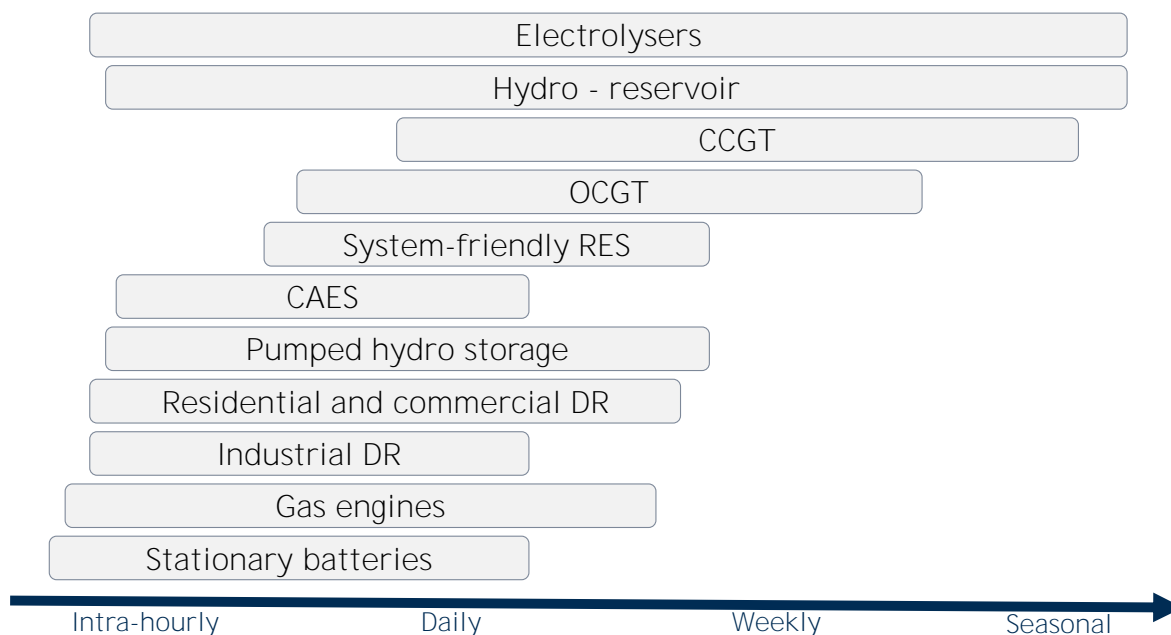 Electrolysers
Hydro - reservoir
CCGT
OCGT
System-friendly RES
CAES
Pumped hydro storage
Residential and commercial DR
Industrial DR
Gas engines
Stationary batteries
Intra-hourly Daily Weekly Seasonal